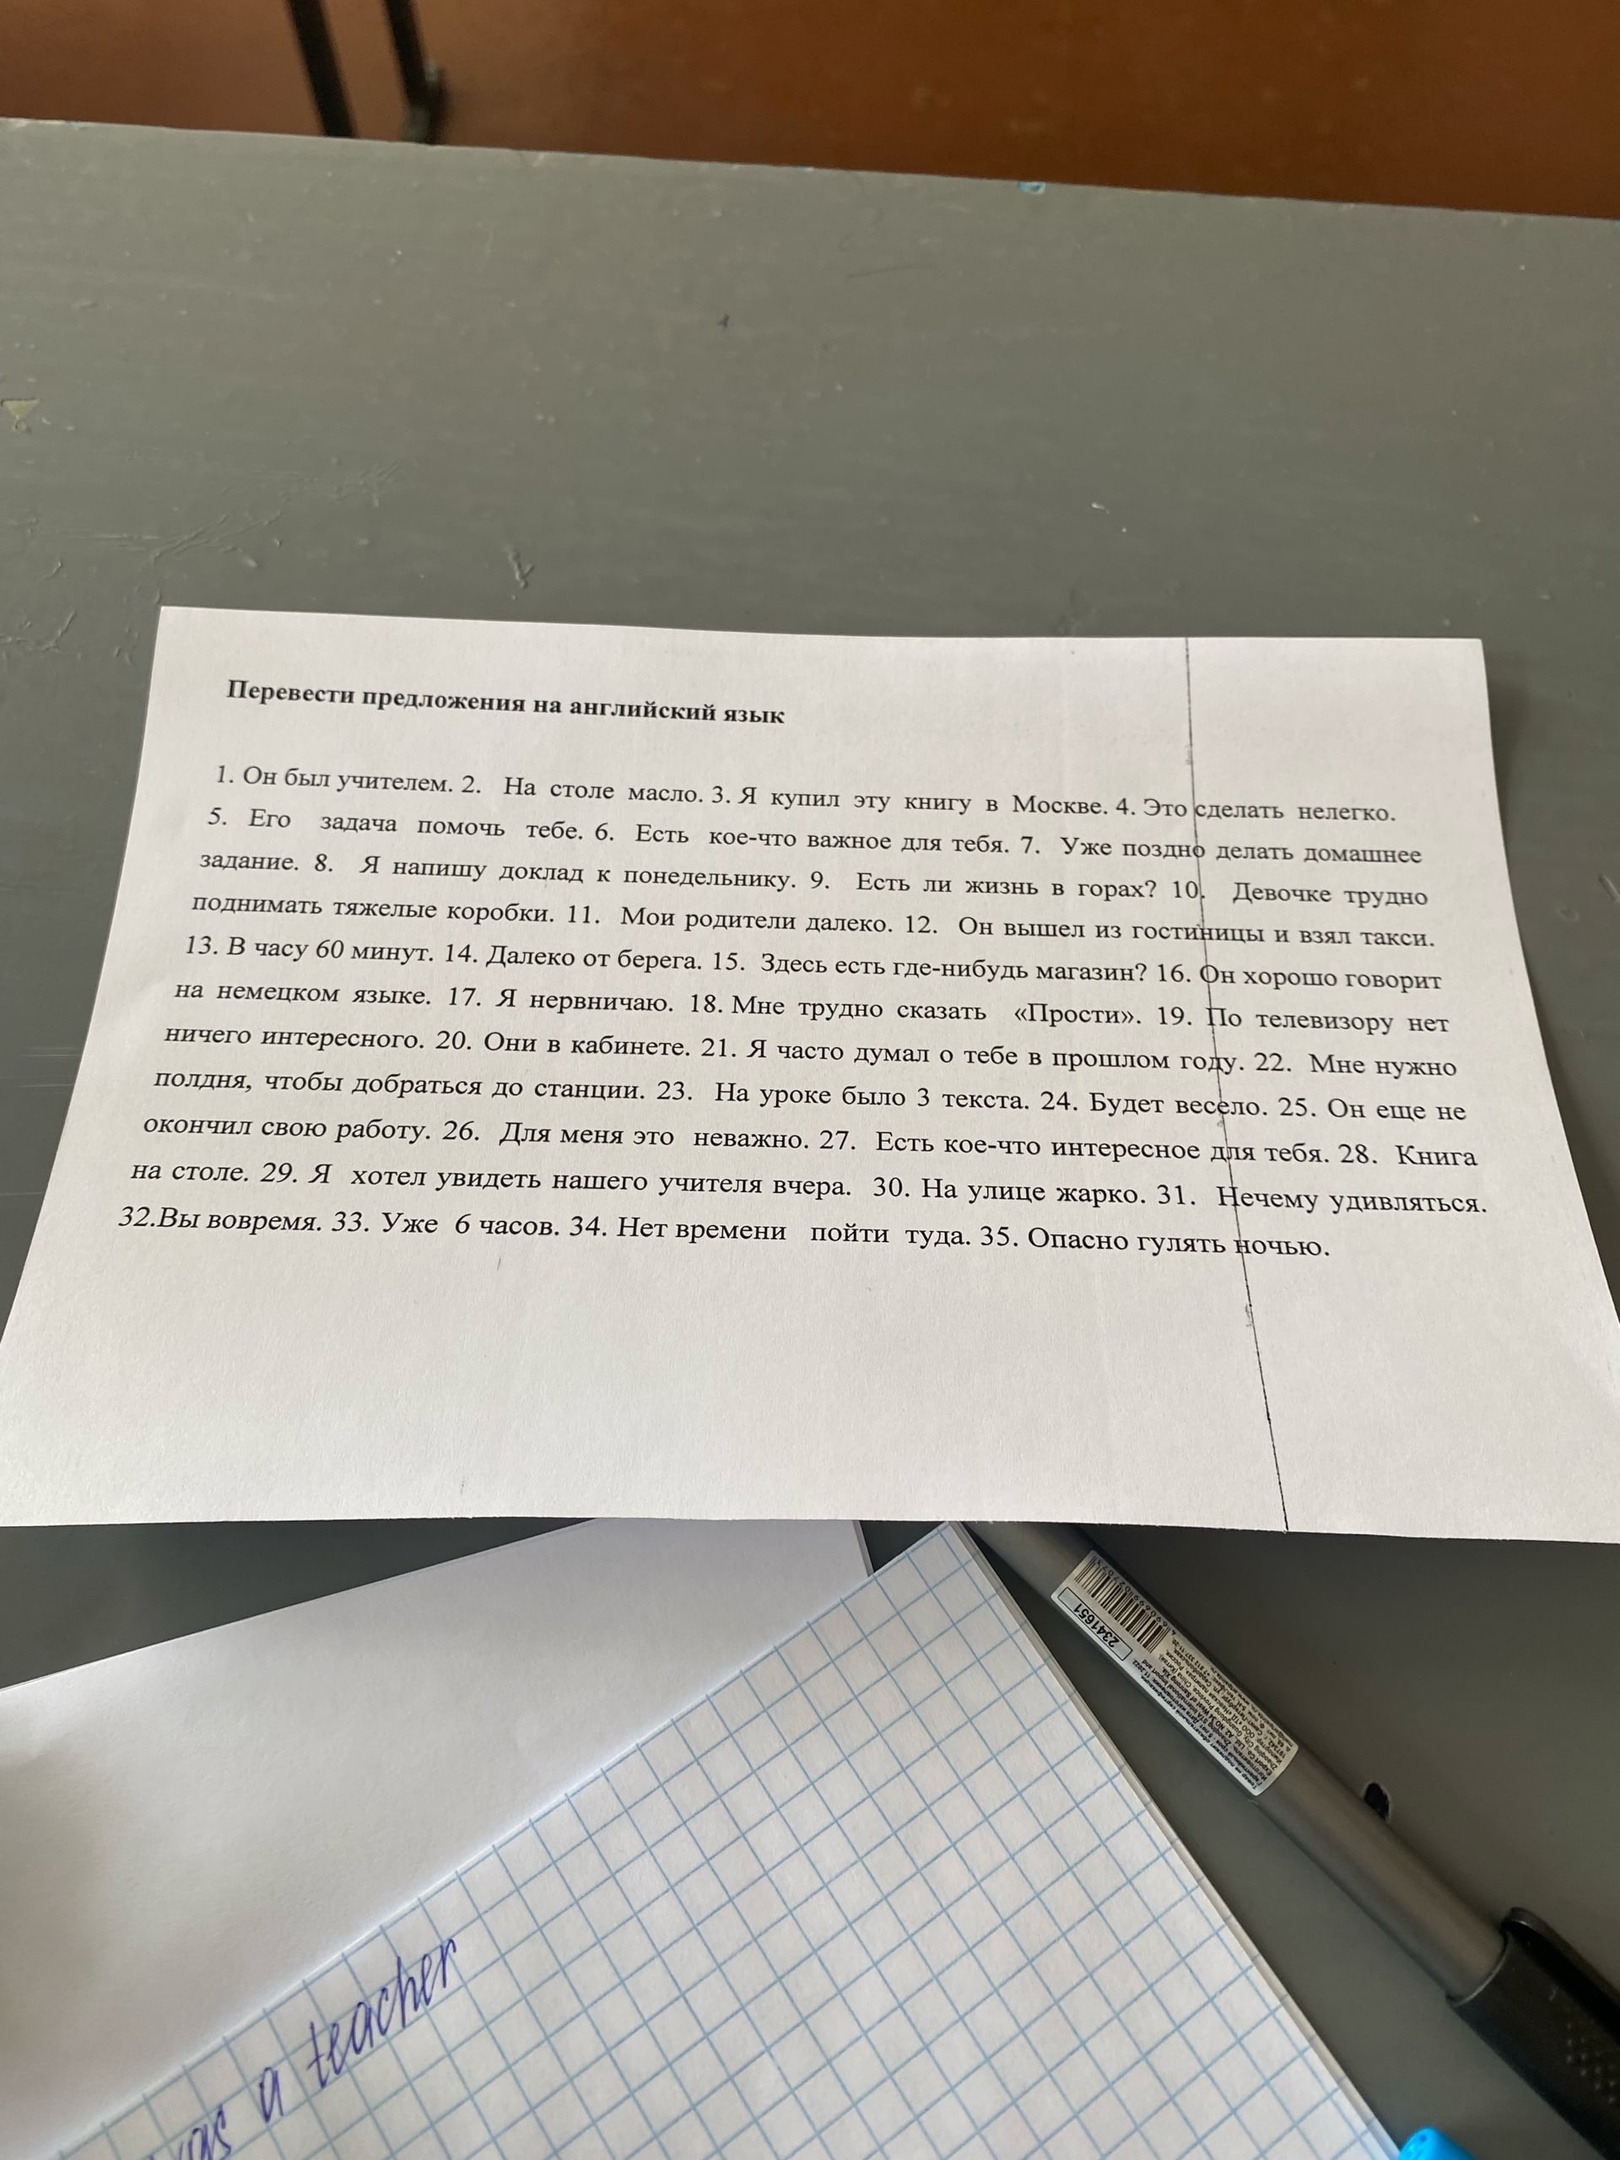 Перевести предложения на английский язык
1. Он был учителем. 2. На столе масло. 3. Я купил эту книгу в Москве. 4. Это сделать нелегко.
5. Его задача помочь тебе. 6. Есть кое-что важное для тебя. 7. Уже поздно делать домашнее
задание. 8. Я напишу доклад к понедельнику. 9. Есть ли жизнь в горах? 10. Девочке трудно
поднимать тяжелые коробки. 11. Мои родители далеко. 12. Он вышел из гостиницы и взял такси.
13. В часу 60 минут. 14. Далеко от берега. 15. Здесь есть где-нибудь магазин? 16. Он хорошо говорит
на немецком языке. 17. Я нервничаю. 18. Мне трудно сказать «Прости». 19. По телевизору нет
ничего интересного. 20. Они в кабинете. 21. Я часто думал о тебе в прошлом году. 22. Мне нужно
полдня, чтобы добраться до станции. 23. На уроке было 3 текста. 24. Будет весело. 25. Он еще не
окончил свою работу. 26. Для меня это неважно. 27. Есть кое-что интересное для тебя. 28. Книга
на столе. 29. Я хотел увидеть нашего учителя вчера. 30. На улице жарко. 31. Нечему удивляться.
32.Вы вовремя. 33. Уже 6 часов. 34. Нет времени пойти туда. 35. Опасно гулять ночью.
2341651
a teacher